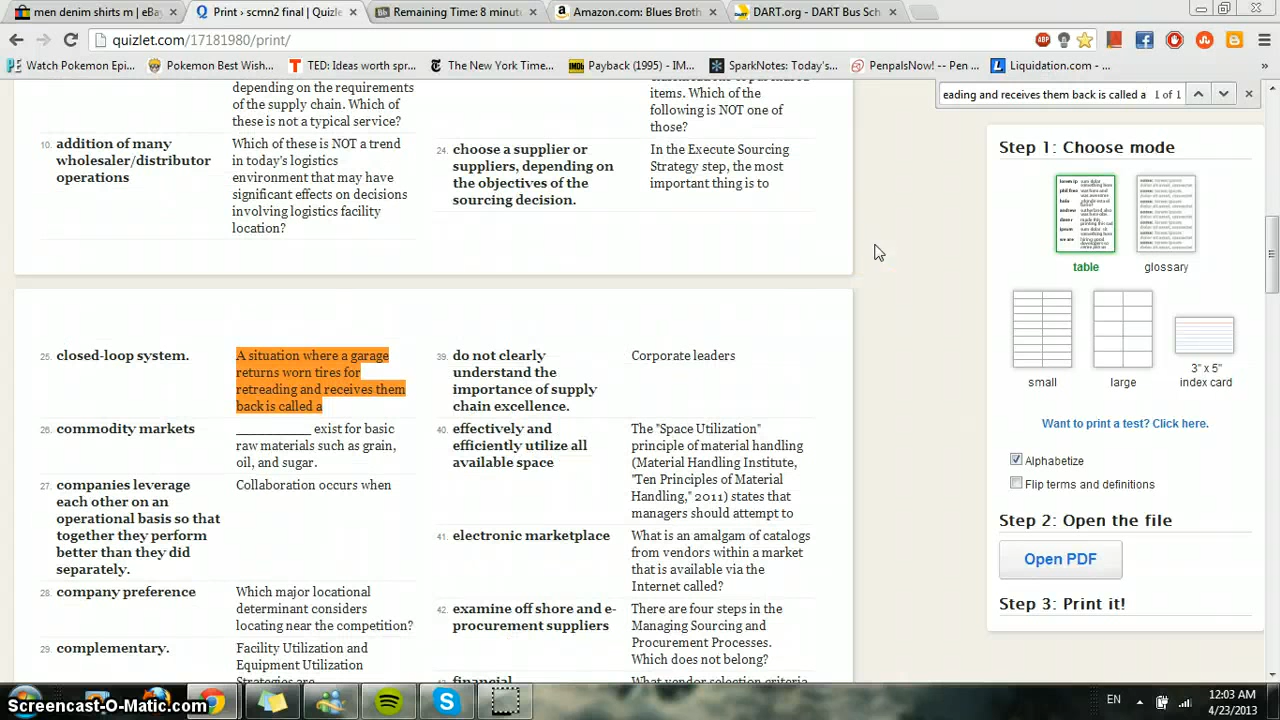 men denim shirts m | eBay
Print › scmn2 final | Quizle
Remaining Time: 8 minut
Amazon.com: Blues Broth
DART.org - DART Bus Sch
quizlet.com/17181980/print/
ABP
Watch Pokemon Epi...
Pokemon Best Wish...
TED: Ideas worth spr...
The New York Time...
Payback (1995) - IM...
SparkNotes: Today's...
PenpalsNow! -- Pen ...
Liquidation.com - ...
eading and receives them back is called a 1 of 1
depending on the requirements
of the supply chain. Which of
these is not a typical service?
10. addition of many
wholesaler/distributor
operations
Which of these is NOT a trend
in today's logistics
environment that may have
significant effects on decisions
involving logistics facility
location?
items. Which of the
following is NOT one of
those?
24. choose a supplier or
suppliers, depending on
the objectives of the
sourcing decision.
In the Execute Sourcing
Strategy step, the most
important thing is to
25. closed-loop system.
A situation where a garage
returns worn tires for
retreading and receives them
back is called a
26. commodity markets
____________ exist for basic
raw materials such as grain,
oil, and sugar.
27. companies leverage
each other on an
operational basis so that
together they perform
better than they did
separately.
Collaboration occurs when
28. company preference
Which major locational
determinant considers
locating near the competition?
29. complementary.
Facility Utilization and
Equipment Utilization
Strategies are
39. do not clearly
understand the
importance of supply
chain excellence.
Corporate leaders
40. effectively and
efficiently utilize all
available space
The "Space Utilization"
principle of material handling
(Material Handling Institute,
"Ten Principles of Material
Handling," 2011) states that
managers should attempt to
41. electronic marketplace
What is an amalgam of catalogs
from vendors within a market
that is available via the
Internet called?
42. examine off shore and e-
procurement suppliers
There are four steps in the
Managing Sourcing and
Procurement Processes.
Which does not belong?
financial
What vendor selection criteria
Step 1: Choose mode
table
glossary
small
large
3" x 5"
index card
Want to print a test? Click here.
Alphabetize
Flip terms and definitions
Step 2: Open the file
Open PDF
Step 3: Print it!
Screencast-O-Matic.com
EN
12:03 AM
4/23/2013